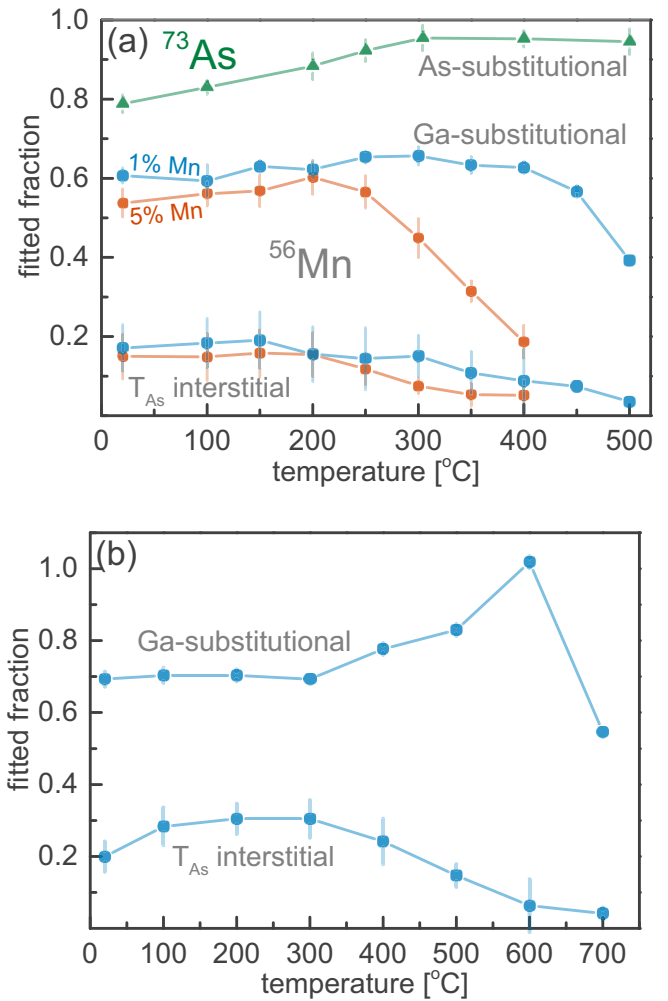 (a)
⁷³As
1.0
As-substitutional
0.8
Ga-substitutional
1% Mn
0.6
5% Mn
fitted fraction
⁵⁶Mn
0.4
0.2
T_As interstitial
0 100 200 300 400 500
temperature [°C]
(b)
1.0
Ga-substitutional
0.8
0.6
fitted fraction
0.4
T_As interstitial
0.2
0 100 200 300 400 500 600 700
temperature [°C]